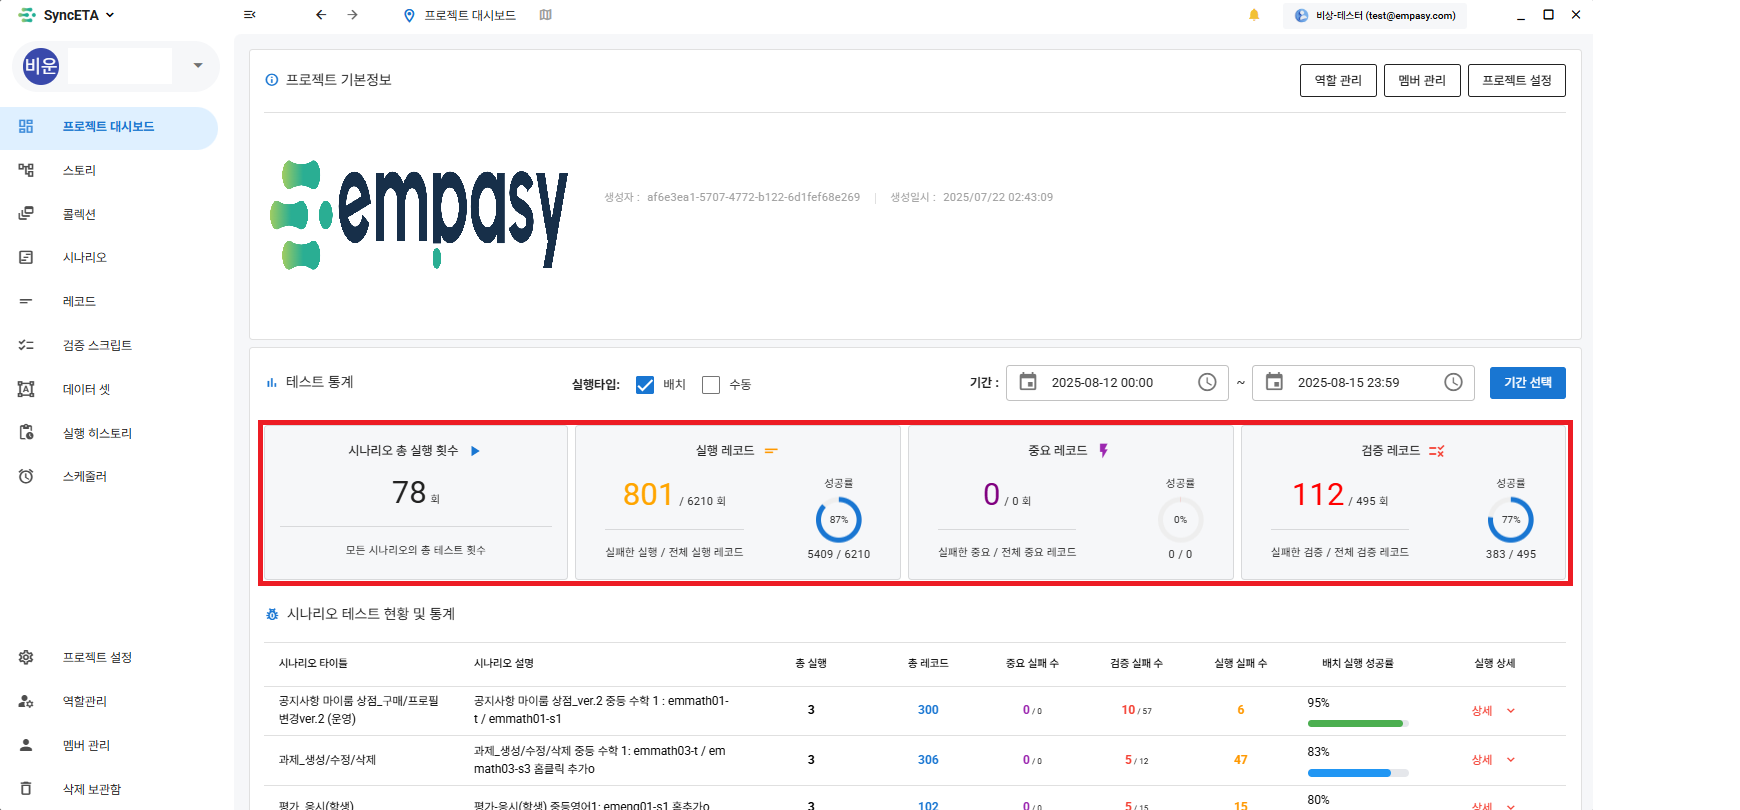 SyncETA
프로젝트 대시보드
비상-테스터 (test@empasy.com)
비운
프로젝트 대시보드
스토리
콜렉션
시나리오
레코드
검증 스크립트
데이터 셋
실행 히스토리
스케줄러
프로젝트 설정
역할관리
멤버 관리
삭제 보관함
프로젝트 기본정보
역할 관리
멤버 관리
프로젝트 설정
empasy
생성자 : af6e3ea1-5707-4772-b122-6d1fef68e269 | 생성일시 : 2025/07/22 02:43:09
테스트 통계
실행타입: 배치 수동
기간 : 2025-08-12 00:00 ~ 2025-08-15 23:59
기간 선택
시나리오 총 실행 횟수
78 회
모든 시나리오의 총 테스트 횟수
실행 레코드
801 / 6210 회
실패한 실행 / 전체 실행 레코드
성공률
87%
5409 / 6210
중요 레코드
0 / 0 회
실패한 중요 / 전체 중요 레코드
성공률
0%
0 / 0
검증 레코드
112 / 495 회
실패한 검증 / 전체 검증 레코드
성공률
77%
383 / 495
시나리오 테스트 현황 및 통계
시나리오 타이틀 시나리오 설명 총 실행 총 레코드 중요 실패 수 검증 실패 수 실행 실패 수 배치 실행 성공률 실행 상세
공지사항 마이룸 상점_구매/프로필
변경ver.2 (운영)
공지사항 마이룸 상점_ver.2 중등 수학 1 : emmath01-
t / emmath01-s1
3 300 0 / 0 10 / 57 6 95% 상세
과제_생성/수정/삭제
과제_생성/수정/삭제 중등 수학 1: emmath03-t / em
math03-s3 홈클릭 추가o
3 306 0 / 0 5 / 12 47 83% 상세
평가_응시(학생) 평가-응시(학생) 중등영어1: emeng01-s1 홈추가o 3 102 0 / 0 5 / 15 15 80% 상세